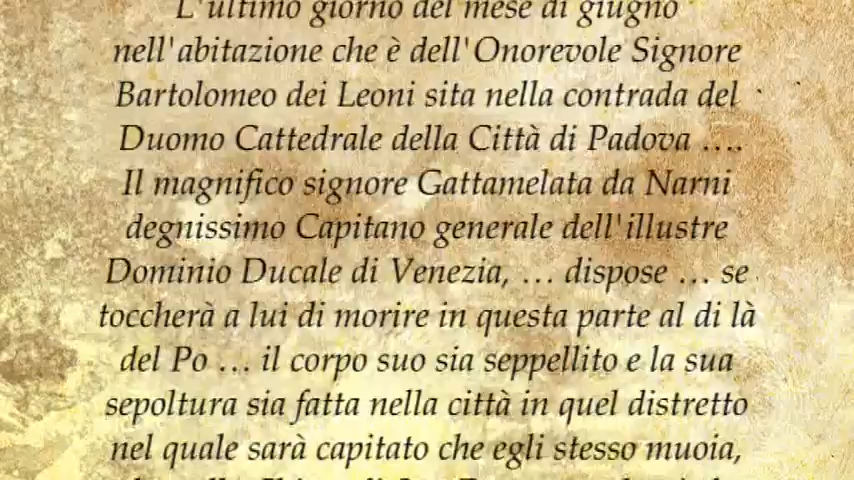 L'ultimo giorno del mese di giugno
nell'abitazione che è dell'Onorevole Signore
Bartolomeo dei Leoni sita nella contrada del
Duomo Cattedrale della Città di Padova ….
Il magnifico signore Gattamelata da Narni
degnissimo Capitano generale dell'illustre
Dominio Ducale di Venezia, … dispose … se
toccherà a lui di morire in questa parte al di là
del Po … il corpo suo sia seppellito e la sua
sepoltura sia fatta nella città in quel distretto
nel quale sarà capitato che egli stesso muoia,